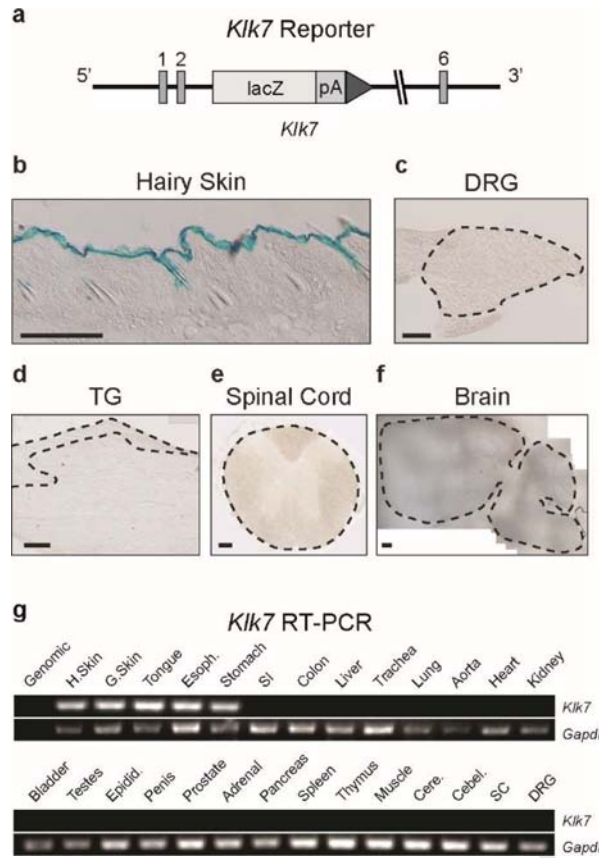 a
Klk7 Reporter
5' 1 2 lacZ pA 6 3'
Klk7
b Hairy Skin
c DRG
d TG
e Spinal Cord
f Brain
g
Klk7 RT-PCR
Genomic H.Skin G.Skin Tongue Esoph. Stomach SI Colon Liver Trachea Lung Aorta Heart Kidney
Klk7
Gapd
Bladder Testes Epidid. Penis Prostate Adrenal Pancreas Spleen Thymus Muscle Cere. Cebel. SC DRG
Klk7
Gapd